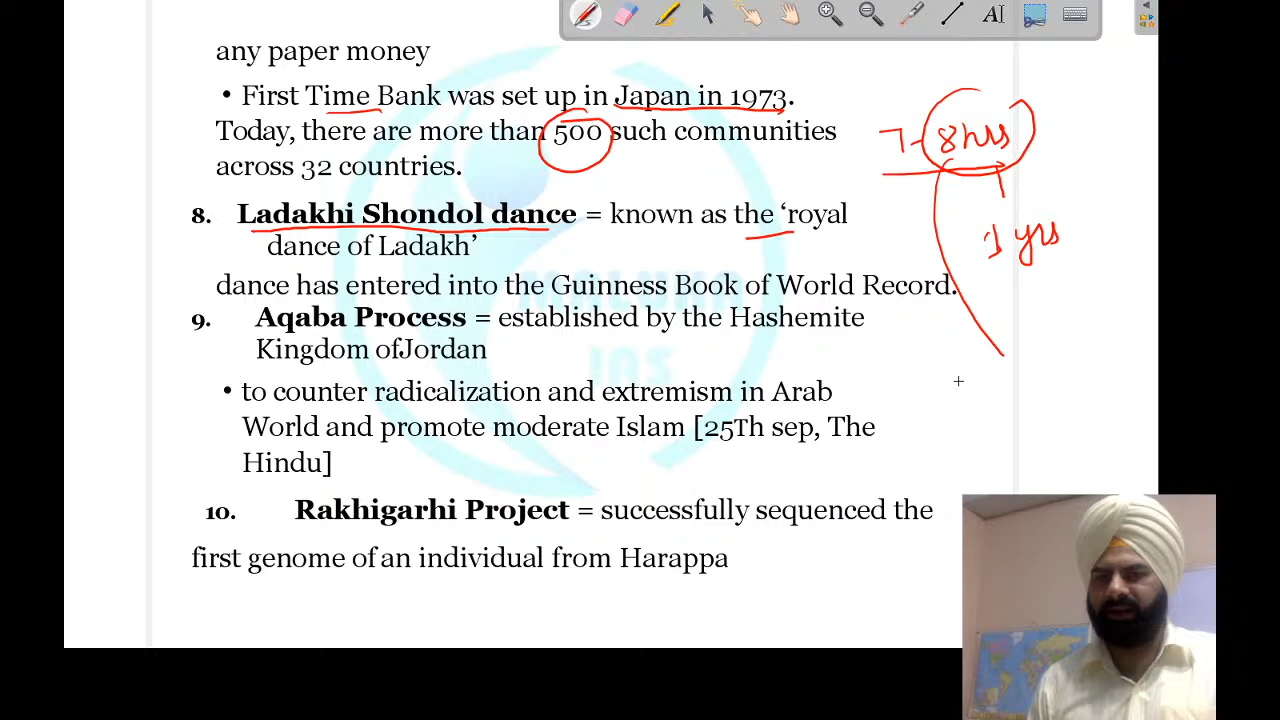 any paper money
• First Time Bank was set up in Japan in 1973.
Today, there are more than 500 such communities
across 32 countries.
7-8hrs
8. Ladakhi Shondol dance = known as the ‘royal
dance of Ladakh’
1 yrs
dance has entered into the Guinness Book of World Record.
9. Aqaba Process = established by the Hashemite
Kingdom ofJordan
• to counter radicalization and extremism in Arab
World and promote moderate Islam [25Th sep, The
Hindu]
10. Rakhigarhi Project = successfully sequenced the
first genome of an individual from Harappa